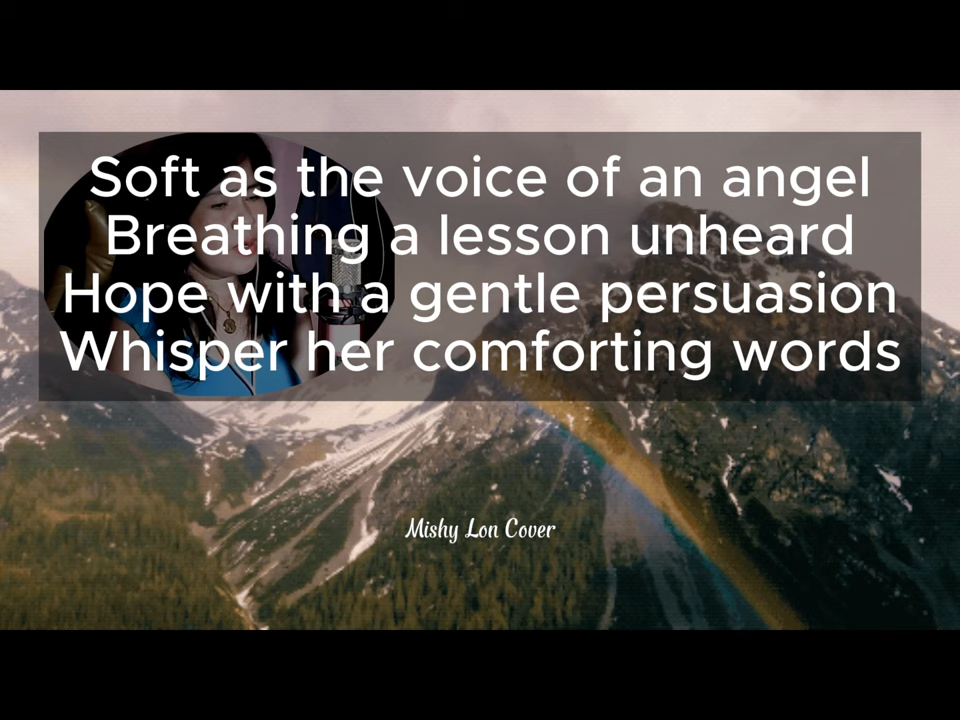 Soft as the voice of an angel
Breathing a lesson unheard
Hope with a gentle persuasion
Whisper her comforting words
Mishy Lon Cover